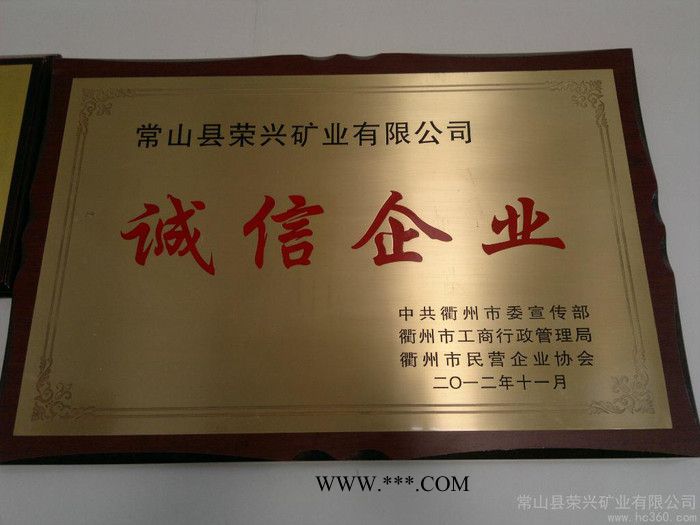 常山县荣兴矿业有限公司
诚信企业
中共衢州市委宣传部
衢州市工商行政管理局
衢州市民营企业协会
二〇一二年十一月
WWW.***.COM
常山县荣兴矿业有限公司
www.hc360.com